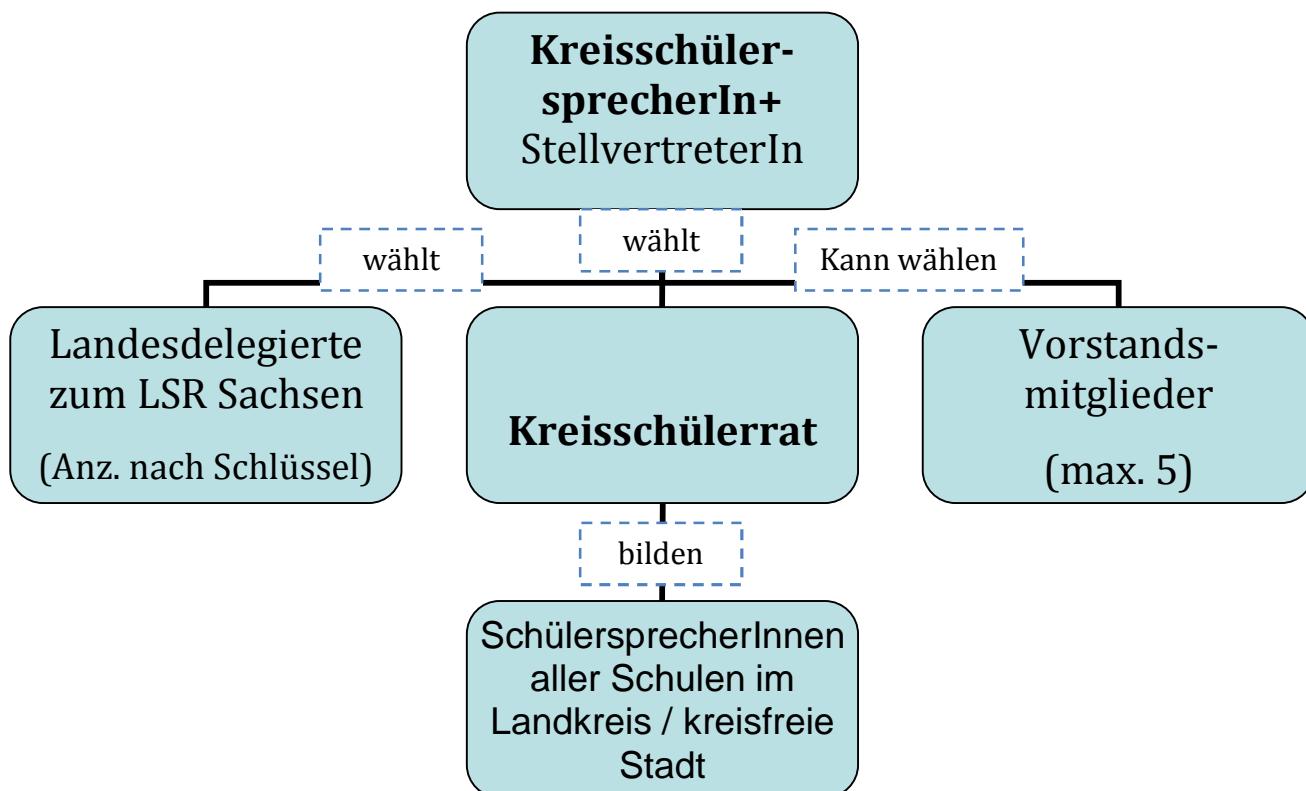 Kreisschüler-
sprecherIn+
StellvertreterIn
wählt
wählt
Kann wählen
Landesdelegierte
zum LSR Sachsen
(Anz. nach Schlüssel)
Kreisschülerrat
Vorstands-
mitglieder
(max. 5)
bilden
SchülersprecherInnen
aller Schulen im
Landkreis / kreisfreie
Stadt